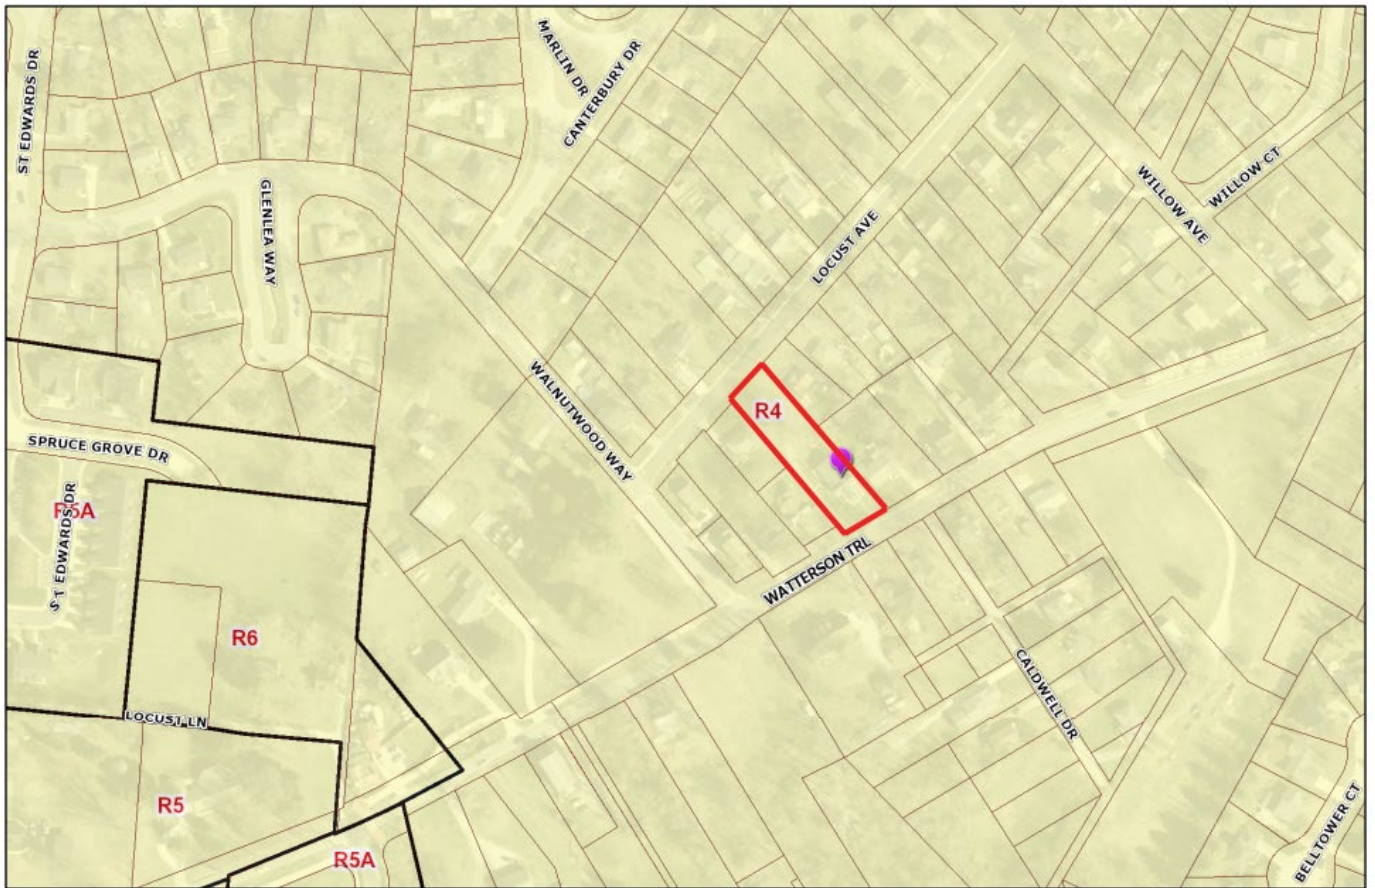 MARLIN DR
CANTERBURY DR
ST EDWARDS DR
GLENLEA WAY
WILLOW CT
WILLOW AVE
LOCUST AVE
WALNUTWOOD WAY
R4
SPRUCE GROVE DR
R5A
ST EDWARDS DR
WATTERSON TRL
R6
CALDWELL DR
LOCUST LN
R5
R5A
BELLTOWER CT